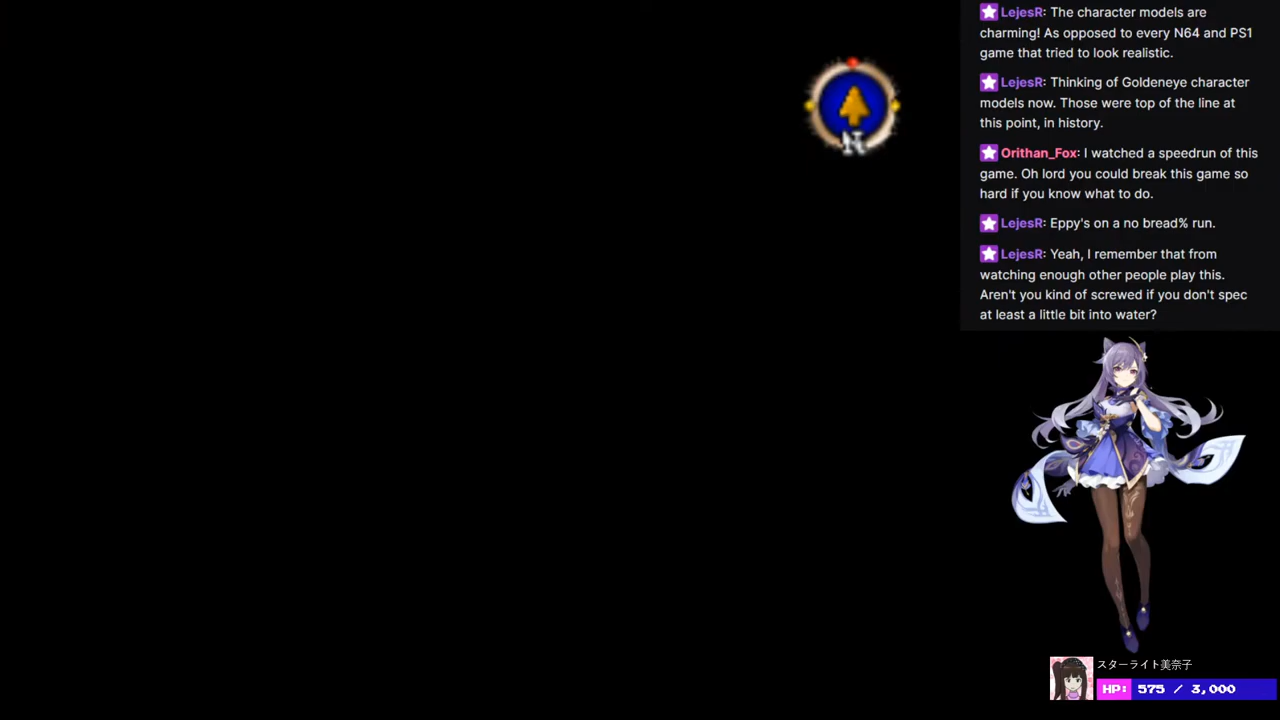 N
LejesR: The character models are
charming! As opposed to every N64 and PS1
game that tried to look realistic.
LejesR: Thinking of Goldeneye character
models now. Those were top of the line at
this point, in history.
Orithan_Fox: I watched a speedrun of this
game. Oh lord you could break this game so
hard if you know what to do.
LejesR: Eppy's on a no bread% run.
LejesR: Yeah, I remember that from
watching enough other people play this.
Aren't you kind of screwed if you don't spec
at least a little bit into water?
スターライト美奈子
HP: 575 / 3,000